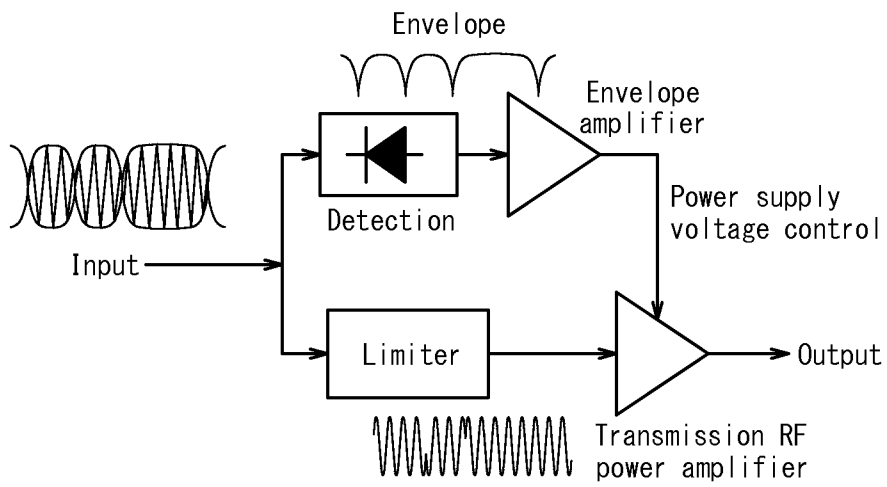 Envelope
Envelope
amplifier
Detection
Power supply
voltage control
Input
Limiter
Output
Transmission RF
power amplifier